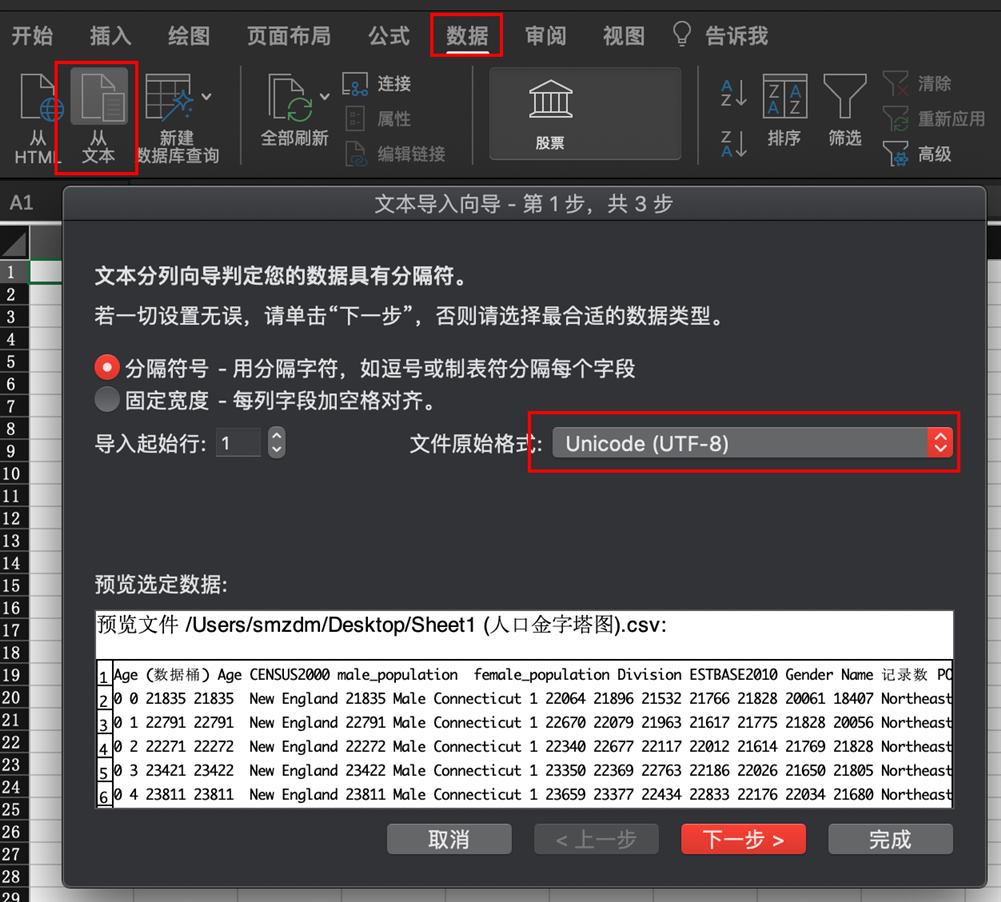 开始 插入 绘图 页面布局 公式 数据 审阅 视图 告诉我
从 HTML
从 文本
新建 数据库查询
全部刷新
连接
属性
编辑链接
股票
A Z
Z A
Z A A Z
排序
筛选
清除
重新应用
高级
A1
文本导入向导 - 第 1 步，共 3 步
文本分列向导判定您的数据具有分隔符。
若一切设置无误，请单击“下一步”，否则请选择最合适的数据类型。
分隔符号 - 用分隔字符，如逗号或制表符分隔每个字段
固定宽度 - 每列字段加空格对齐。
导入起始行: 1 文件原始格式: Unicode (UTF-8)
预览选定数据:
预览文件 /Users/smzdm/Desktop/Sheet1 (人口金字塔图).csv:
1 Age (数据桶) Age CENSUS2000 male_population female_population Division ESTBASE2010 Gender Name 记录数 PO
2 0 0 21835 21835 New England 21835 Male Connecticut 1 22064 21896 21532 21766 21828 20061 18407 Northeast
3 0 1 22791 22791 New England 22791 Male Connecticut 1 22670 22079 21963 21617 21775 21828 20056 Northeast
4 0 2 22271 22272 New England 22272 Male Connecticut 1 22340 22677 22117 22012 21614 21769 21828 Northeast
5 0 3 23421 23422 New England 23422 Male Connecticut 1 23350 22369 22763 22186 22026 21650 21805 Northeast
6 0 4 23811 23811 New England 23811 Male Connecticut 1 23659 23377 22434 22833 22176 22034 21680 Northeast
取消 < 上一步 下一步 > 完成
1
2
3
4
5
6
7
8
9
10
11
12
13
14
15
16
17
18
19
20
21
22
23
24
25
26
27
28
29